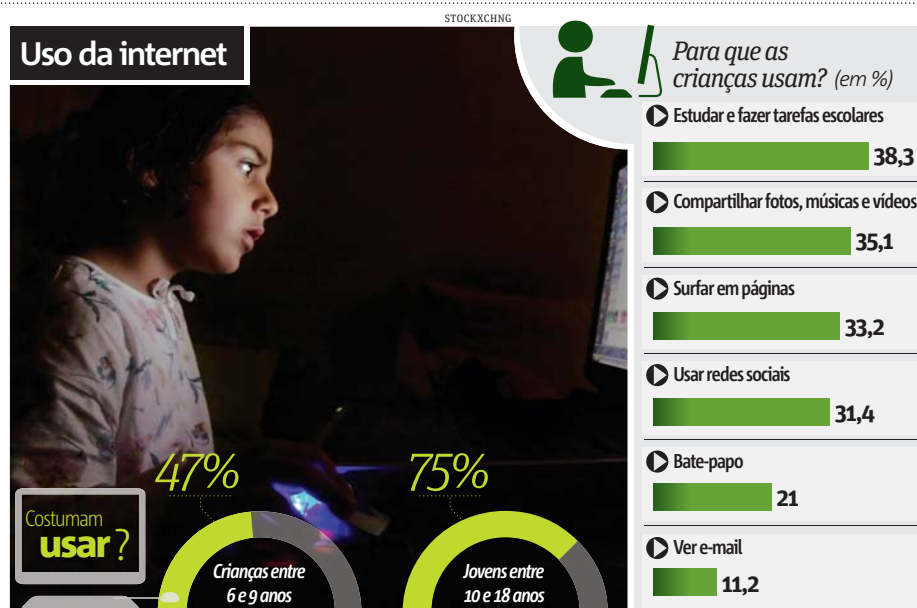 STOCKXCHNG
Uso da internet
Para que as
crianças usam? (em %)
Estudar e fazer tarefas escolares
38,3
Compartilhar fotos, músicas e vídeos
35,1
Surfar em páginas
33,2
Usar redes sociais
31,4
Bate-papo
21
Ver e-mail
11,2
Costumam
usar?
47%
Crianças entre
6 e 9 anos
75%
Jovens entre
10 e 18 anos